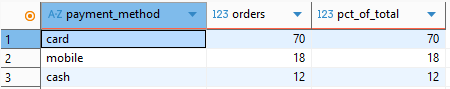 A-Z payment_method 123 orders 123 pct_of_total
1 card 70 70
2 mobile 18 18
3 cash 12 12